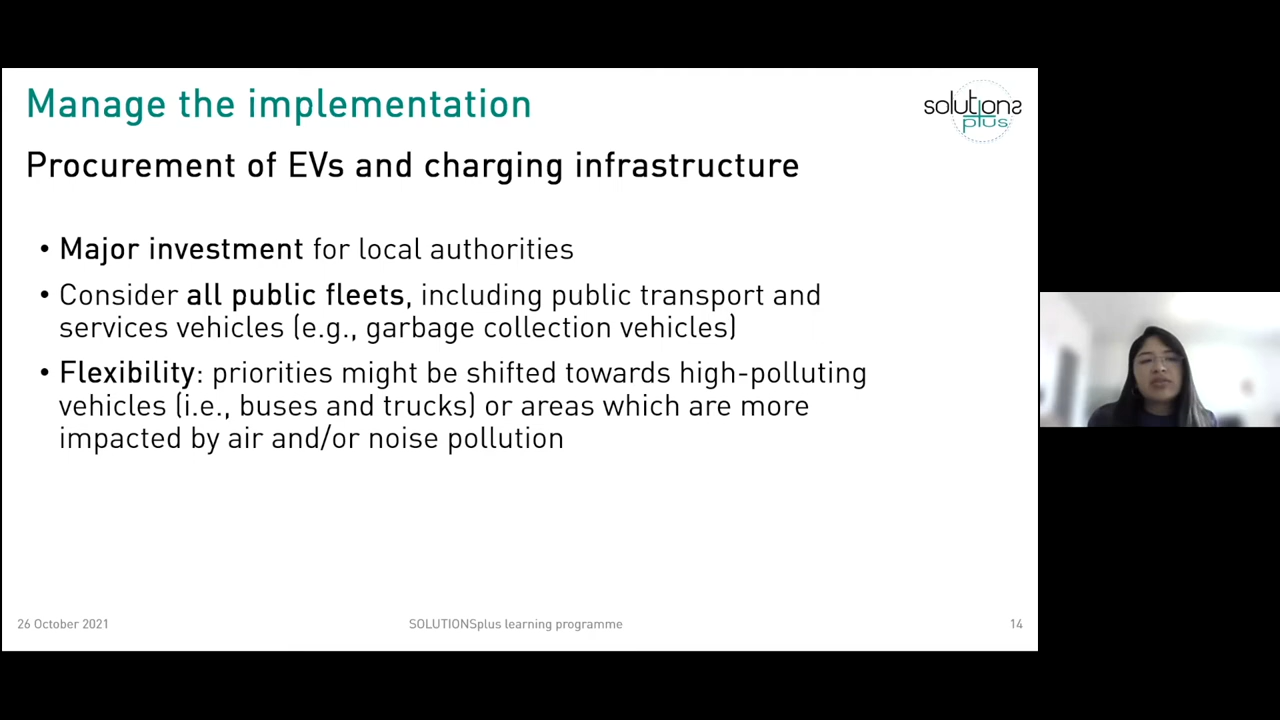 Manage the implementation
solutions
plus
Procurement of EVs and charging infrastructure
• Major investment for local authorities
• Consider all public fleets, including public transport and
services vehicles (e.g., garbage collection vehicles)
• Flexibility: priorities might be shifted towards high-polluting
vehicles (i.e., buses and trucks) or areas which are more
impacted by air and/or noise pollution
26 October 2021
SOLUTIONSplus learning programme
14